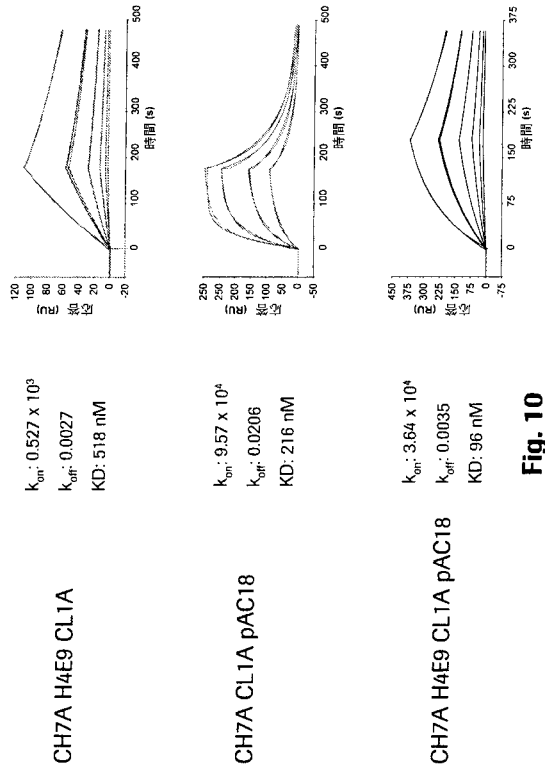 CH7A H4E9 CL1A
kon: 0.527 x 10³
koff: 0.0027
KD: 518 nM
応答 (RU)
120
100
80
60
40
20
0
-20
0
100
200
300
400
500
時間 (s)
CH7A CL1A pAC18
kon: 9.57 x 10⁴
koff: 0.0206
KD: 216 nM
応答 (RU)
250
200
150
100
50
0
-50
0
100
200
300
400
500
時間 (s)
CH7A H4E9 CL1A pAC18
kon: 3.64 x 10⁴
koff: 0.0035
KD: 96 nM
応答 (RU)
450
375
300
225
150
75
0
-75
0
75
150
225
300
375
時間 (s)
Fig. 10